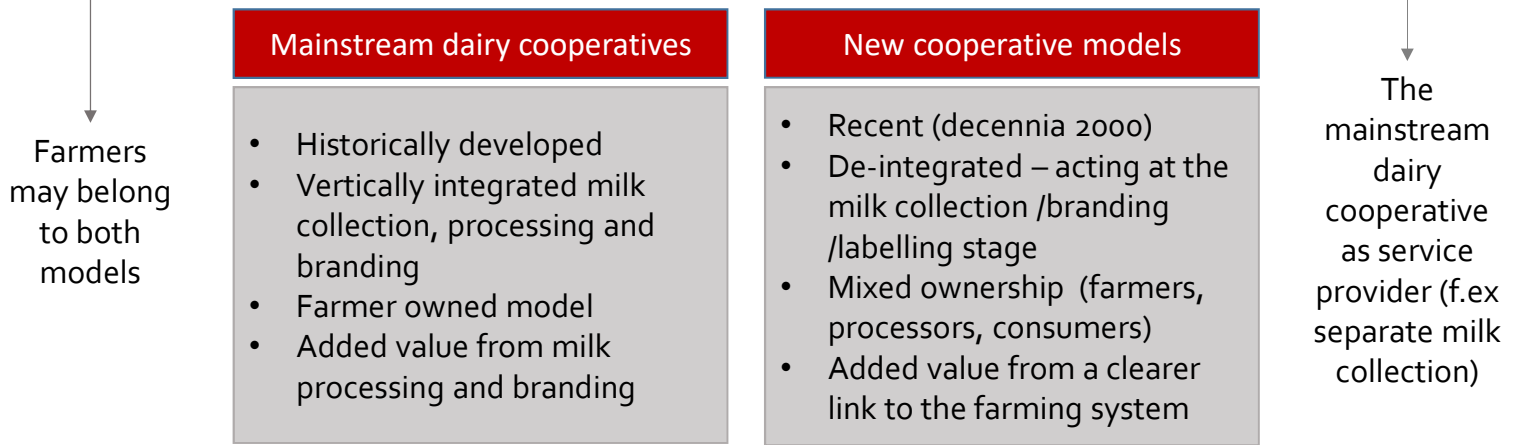 Farmers
may belong
to both
models
Mainstream dairy cooperatives
• Historically developed
• Vertically integrated milk
collection, processing and
branding
• Farmer owned model
• Added value from milk
processing and branding
New cooperative models
• Recent (decennia 2000)
• De-integrated – acting at the
milk collection /branding
/labelling stage
• Mixed ownership (farmers,
processors, consumers)
• Added value from a clearer
link to the farming system
The
mainstream
dairy
cooperative
as service
provider (f.ex
separate milk
collection)